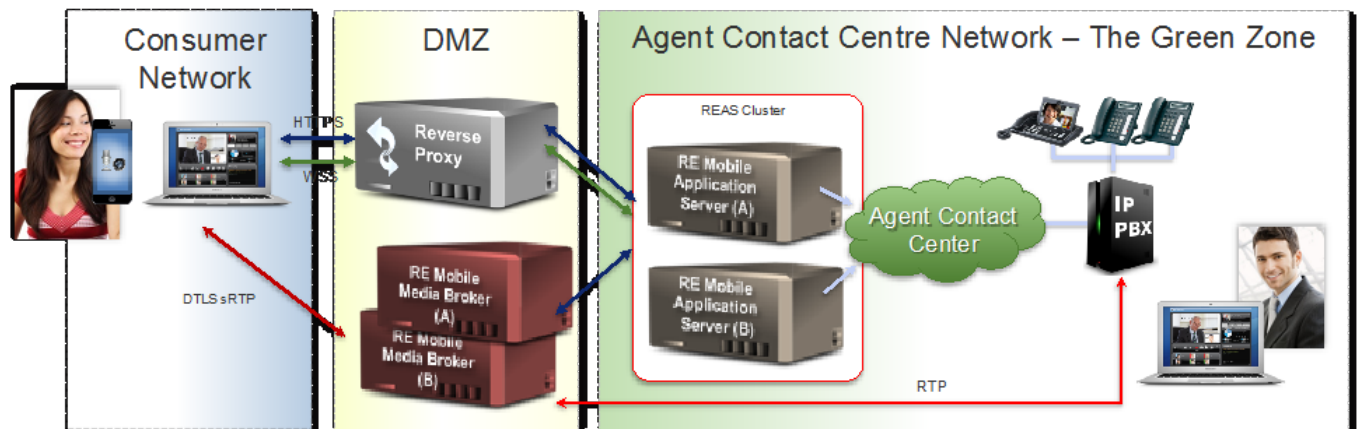 Consumer
Network
DMZ
Agent Contact Centre Network – The Green Zone
HTTPS
WSS
DTLS sRTP
Reverse
Proxy
RE Mobile
Media Broker
(A)
RE Mobile
Media Broker
(B)
REAS Cluster
RE Mobile
Application
Server (A)
RE Mobile
Application
Server (B)
Agent Contact
Center
IP
PBX
RTP